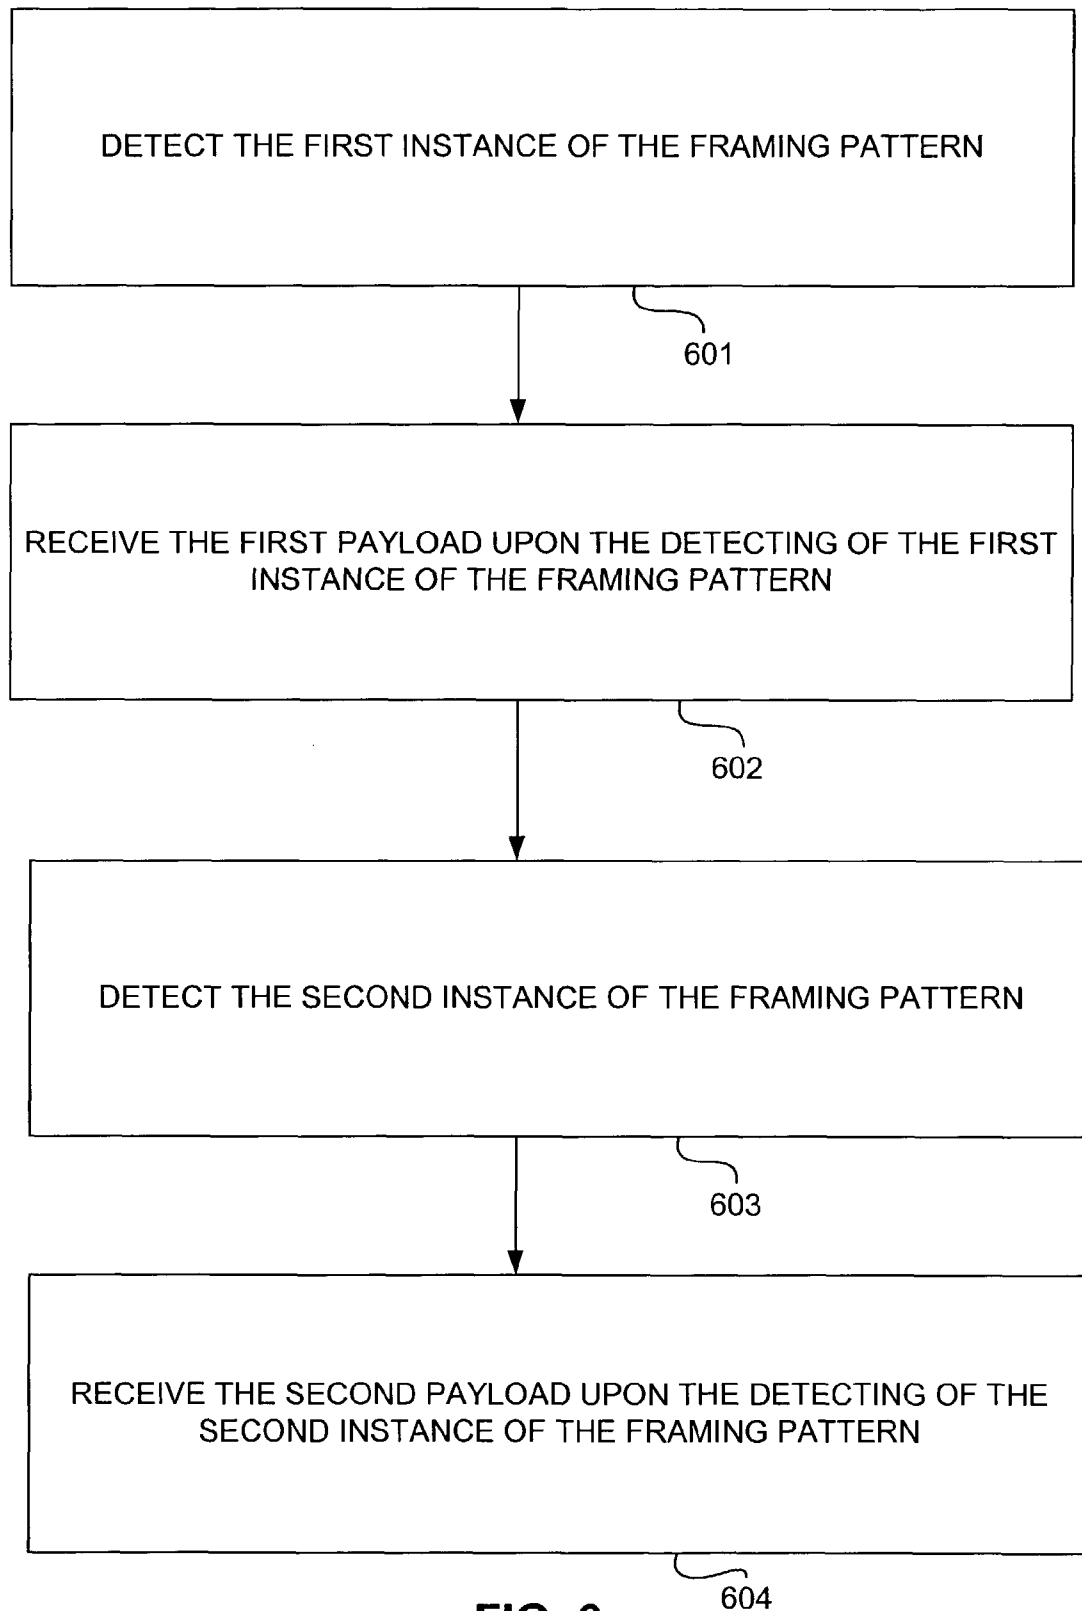 DETECT THE FIRST INSTANCE OF THE FRAMING PATTERN
601
RECEIVE THE FIRST PAYLOAD UPON THE DETECTING OF THE FIRST
INSTANCE OF THE FRAMING PATTERN
602
DETECT THE SECOND INSTANCE OF THE FRAMING PATTERN
603
RECEIVE THE SECOND PAYLOAD UPON THE DETECTING OF THE
SECOND INSTANCE OF THE FRAMING PATTERN
604
FIG.